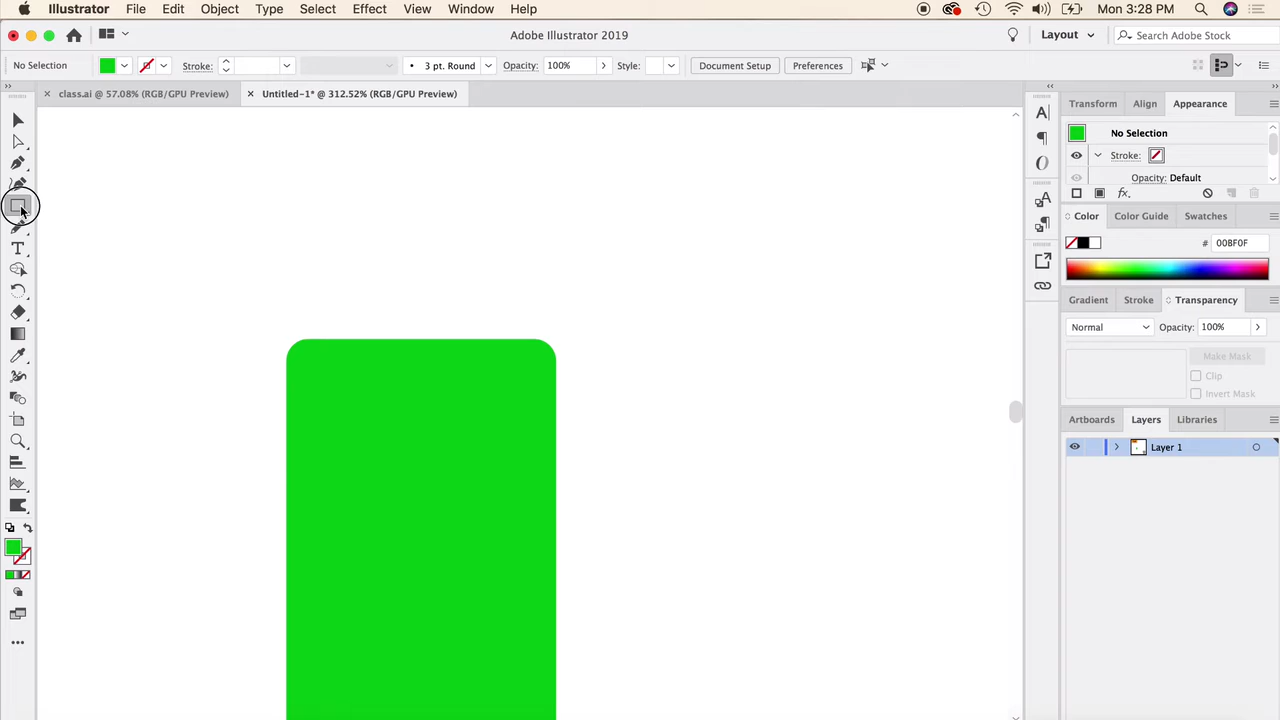 Illustrator File Edit Object Type Select Effect View Window Help Mon 3:28 PM
Adobe Illustrator 2019 Layout Search Adobe Stock
No Selection Stroke: 3 pt. Round Opacity: 100% Style: Document Setup Preferences
class.ai @ 57.08% (RGB/GPU Preview) Untitled-1* @ 312.52% (RGB/GPU Preview)
Transform Align Appearance
No Selection
Stroke:
Opacity: Default
fx.
Color Color Guide Swatches
# 00BF0F
Gradient Stroke Transparency
Normal Opacity: 100%
Make Mask
Clip
Invert Mask
Artboards Layers Libraries
Layer 1